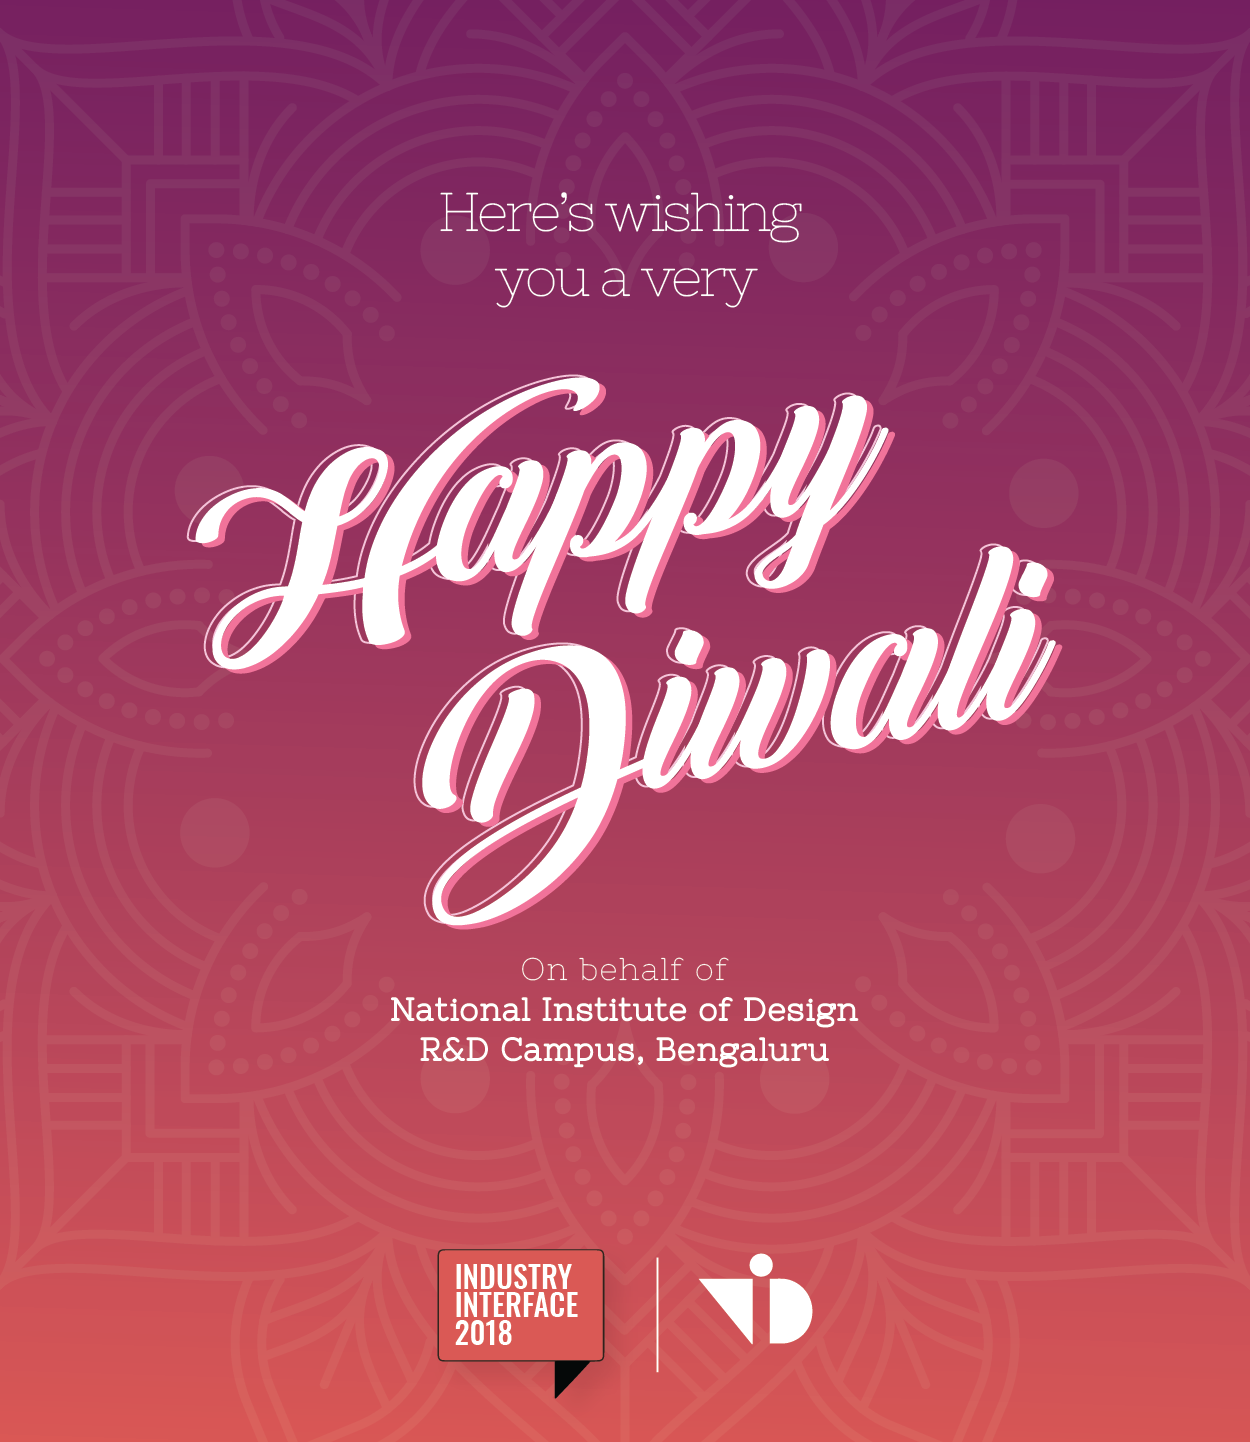 Here’s wishing
you a very
Happy
Diwali
On behalf of
National Institute of Design
R&D Campus, Bengaluru
INDUSTRY
INTERFACE
2018